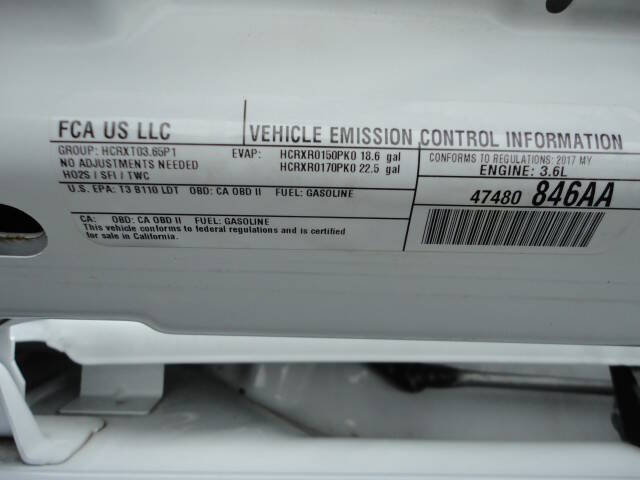 FCA US LLC
VEHICLE EMISSION CONTROL INFORMATION
GROUP: HCRXT03.65P1
NO ADJUSTMENTS NEEDED
HO2S / SFI / TWC
EVAP: HCRXR0150PK0 18.6 gal
HCRXR0170PK0 22.5 gal
CONFORMS TO REGULATIONS: 2017 MY
ENGINE: 3.6L
U.S. EPA: T3 B110 LDT OBD: CA OBD II FUEL: GASOLINE
47480 846AA
CA: OBD: CA OBD II FUEL: GASOLINE
This vehicle conforms to federal regulations and is certified
for sale in California.